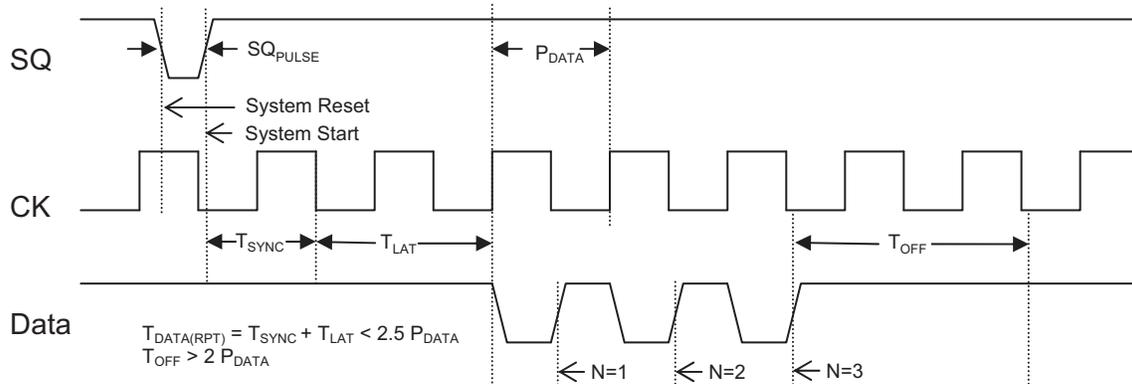 SQ
SQPULSE
PDATA
System Reset
System Start
CK
TSYNC
TLAT
TOFF
Data
TDATA(RPT) = TSYNC + TLAT < 2.5 PDATA
TOFF > 2 PDATA
N=1
N=2
N=3